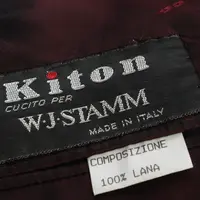 Kiton
CUCITO PER
W·J·STAMM
MADE IN ITALY
COMPOSIZIONE
100% LANA